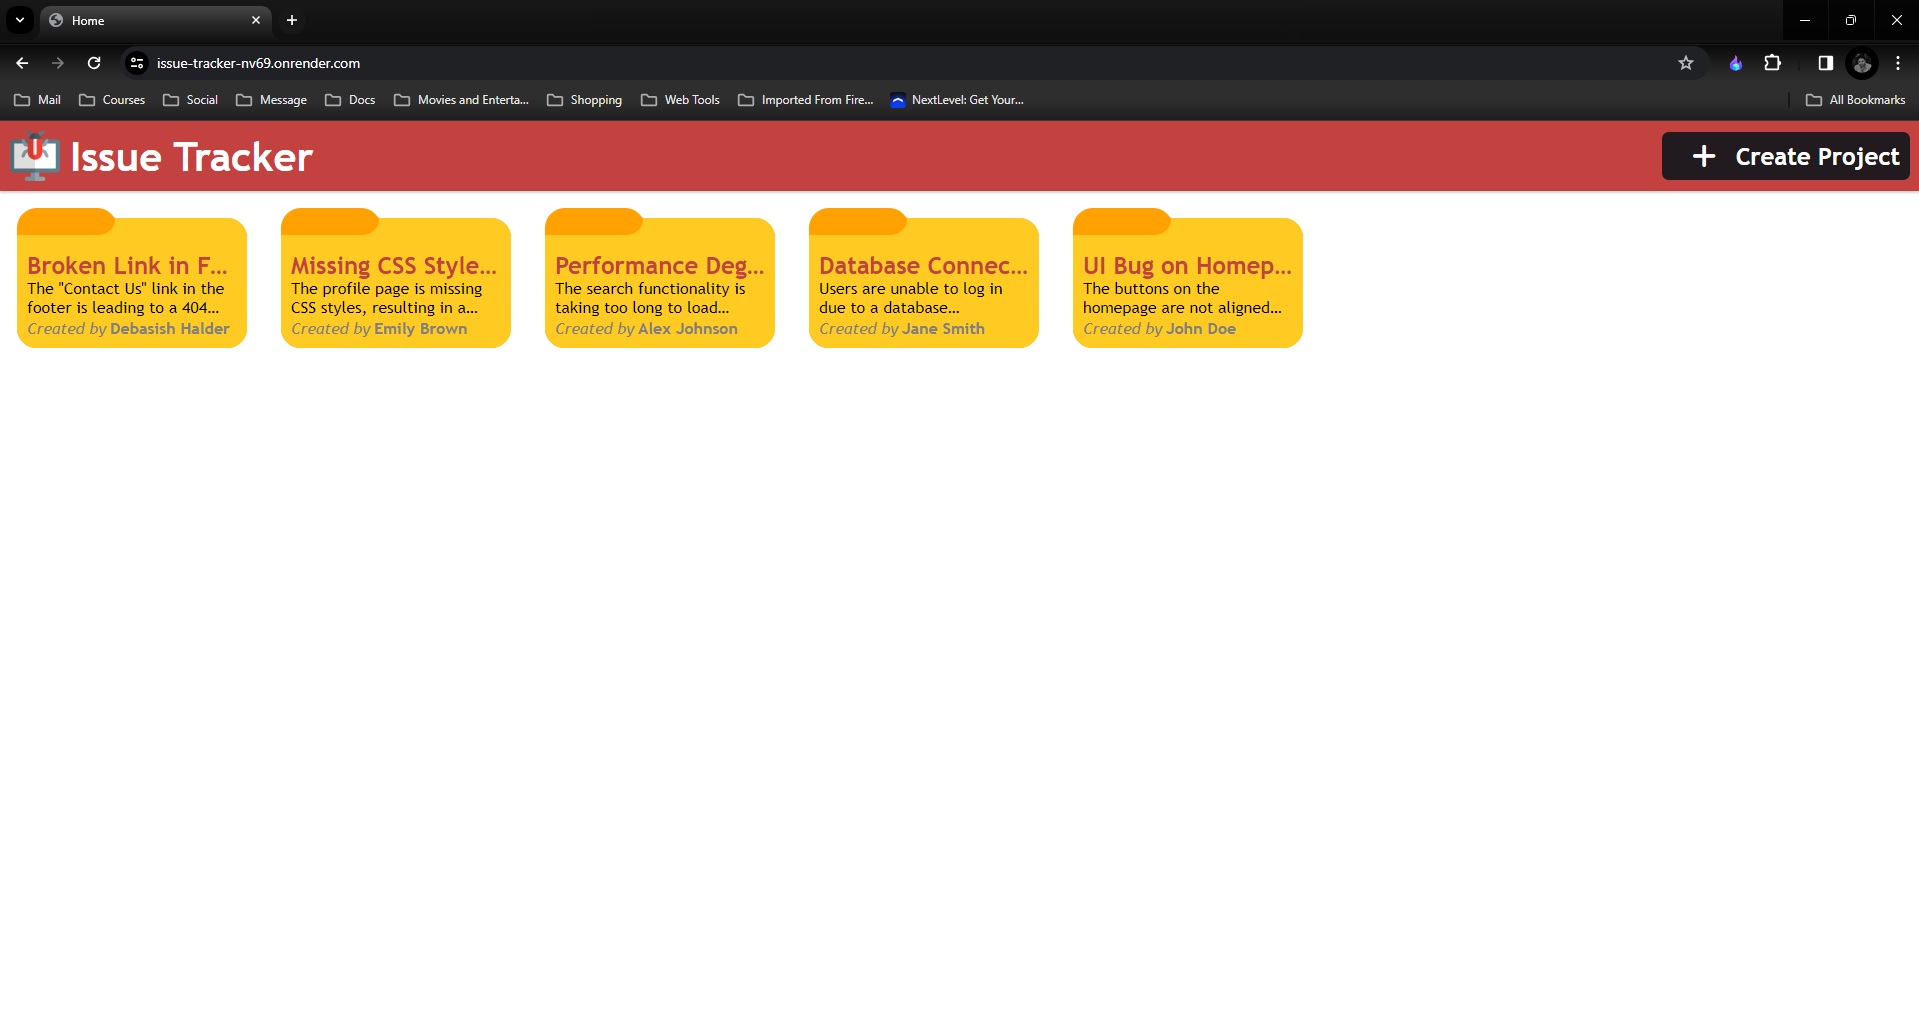 Home
issue-tracker-nv69.onrender.com
Mail Courses Social Message Docs Movies and Enterta... Shopping Web Tools Imported From Fire... NextLevel: Get Your... All Bookmarks
Issue Tracker
Create Project
Broken Link in F...
The "Contact Us" link in the
footer is leading to a 404...
Created by Debasish Halder
Missing CSS Style...
The profile page is missing
CSS styles, resulting in a...
Created by Emily Brown
Performance Deg...
The search functionality is
taking too long to load...
Created by Alex Johnson
Database Connec...
Users are unable to log in
due to a database...
Created by Jane Smith
UI Bug on Homep...
The buttons on the
homepage are not aligned...
Created by John Doe